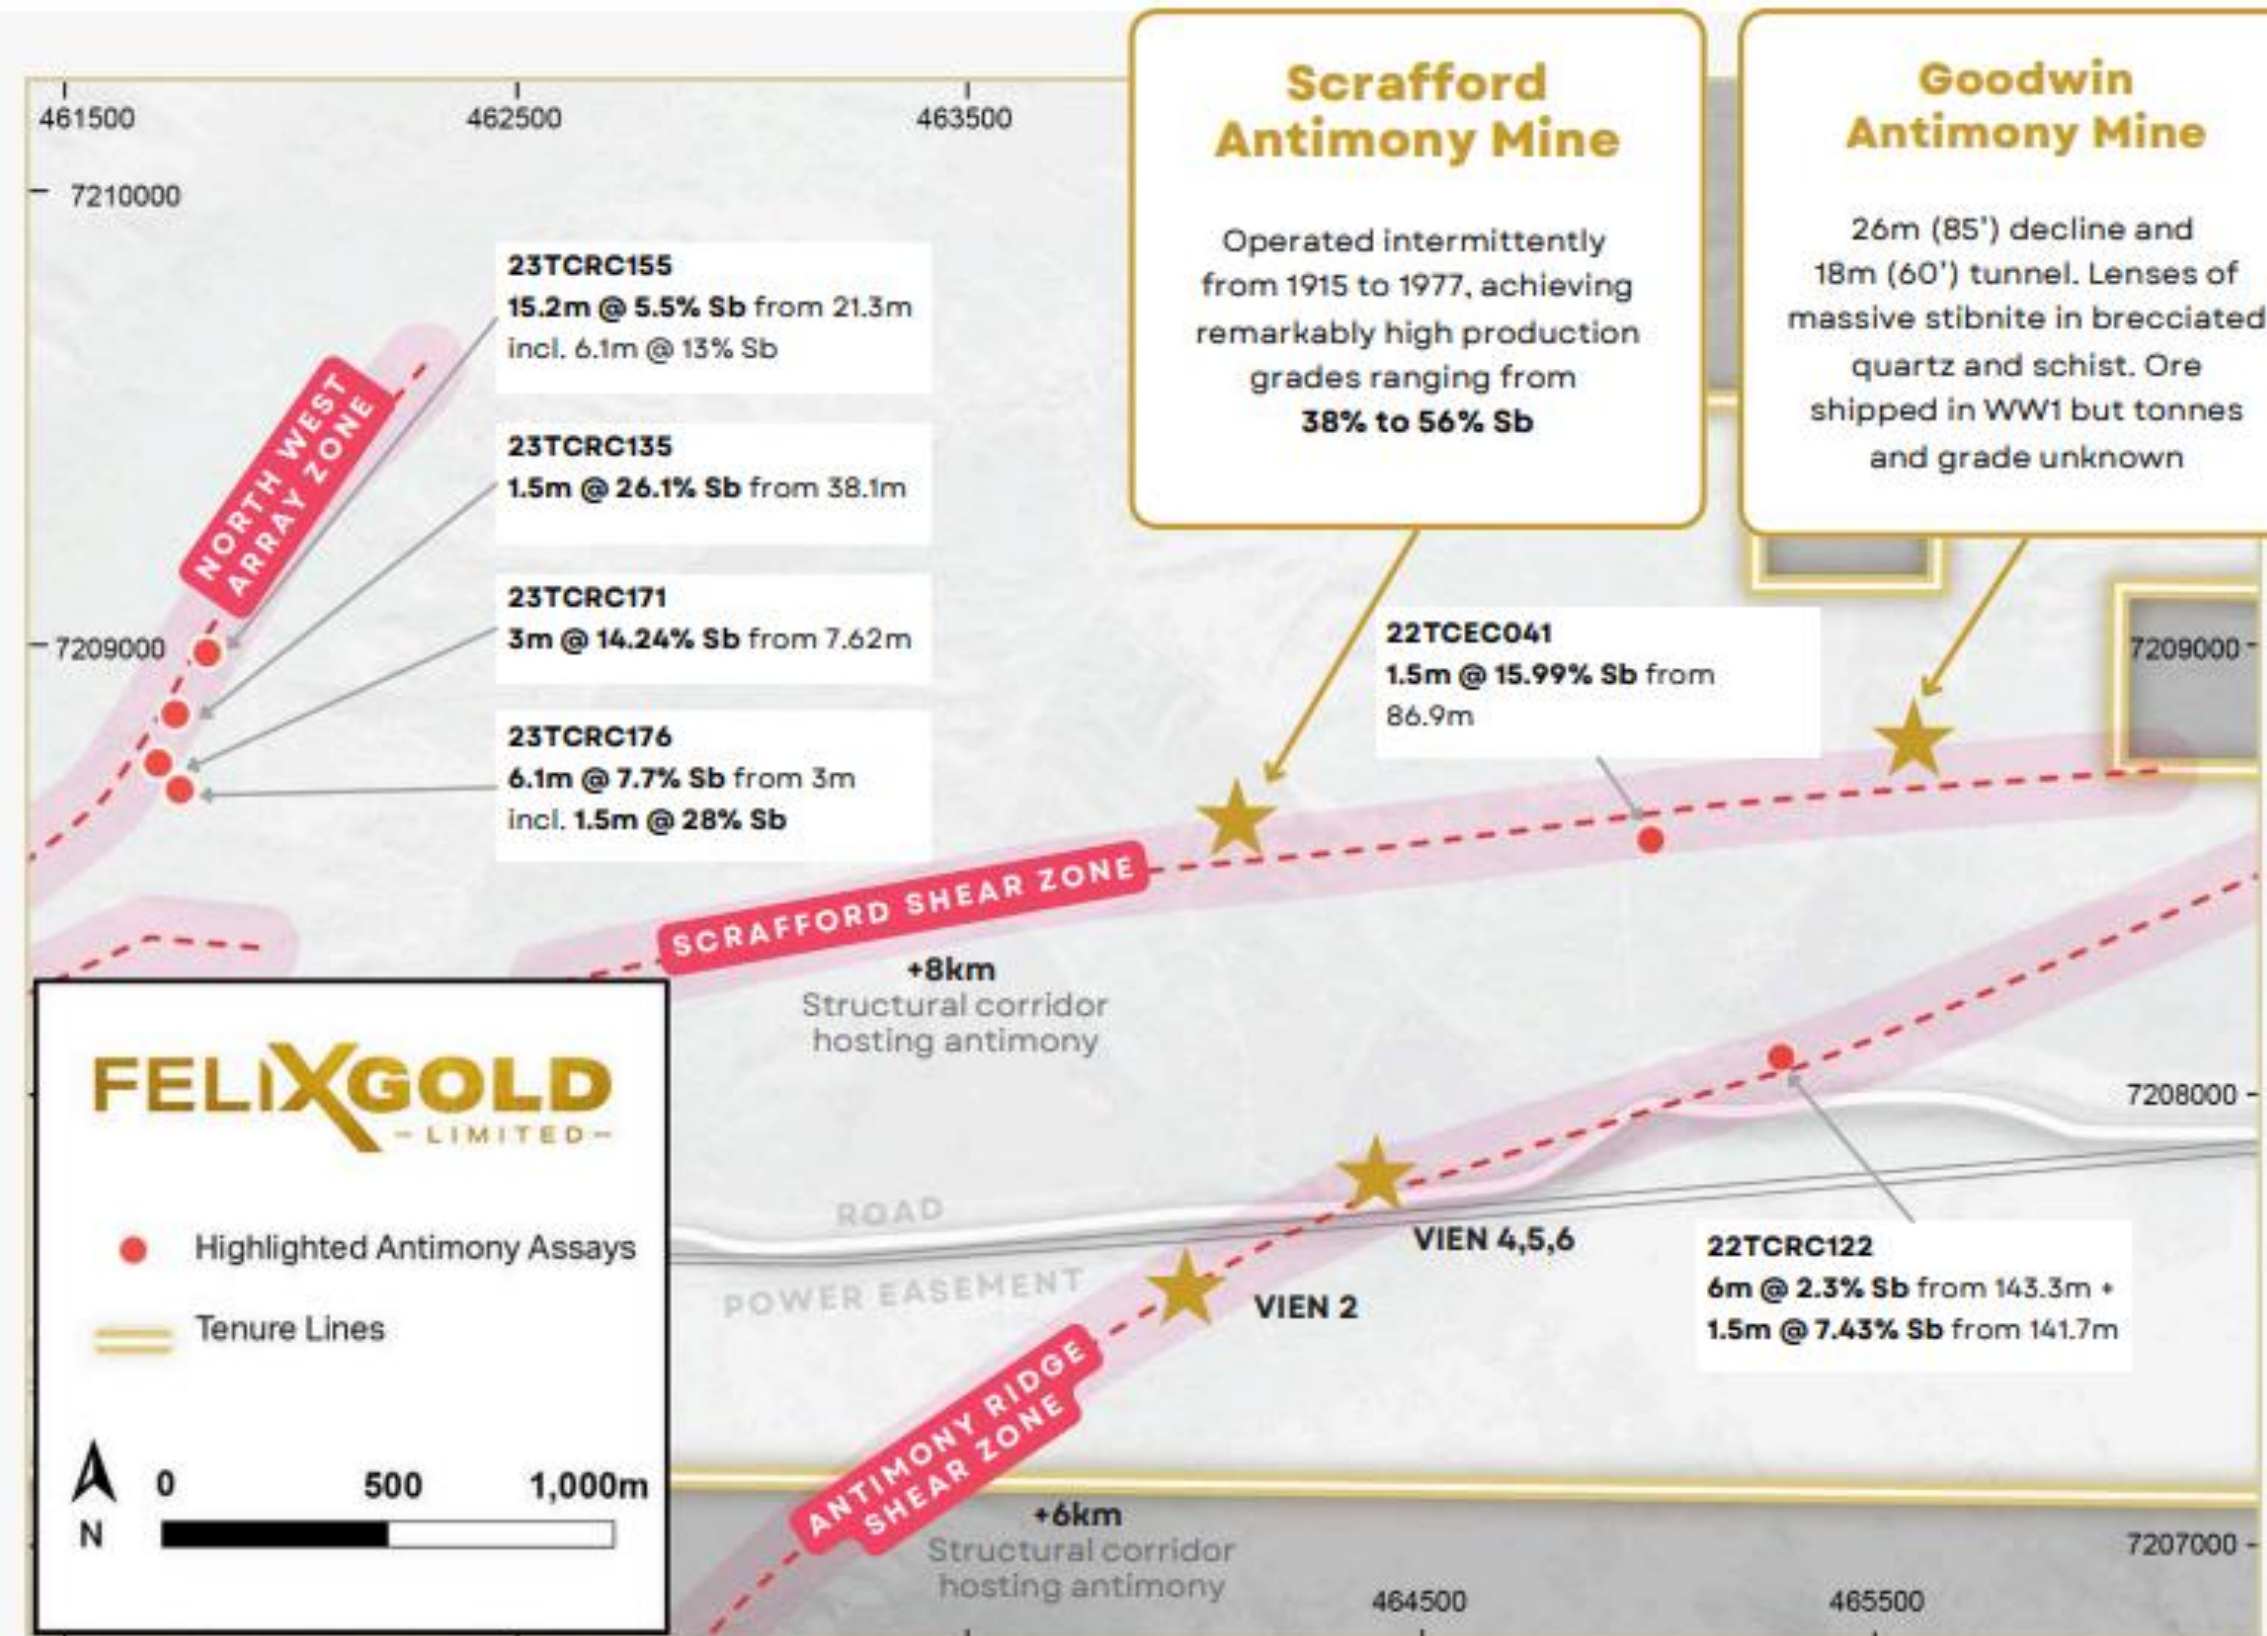 461500
462500
463500
7210000
Scrafford
Antimony Mine
Operated intermittently
from 1915 to 1977, achieving
remarkably high production
grades ranging from
38% to 56% Sb
Goodwin
Antimony Mine
26m (85') decline and
18m (60') tunnel. Lenses of
massive stibnite in brecciated
quartz and schist. Ore
shipped in WW1 but tonnes
and grade unknown
23TCRC155
15.2m @ 5.5% Sb from 21.3m
incl. 6.1m @ 13% Sb
NORTH WEST
ARRAY ZONE
23TCRC135
1.5m @ 26.1% Sb from 38.1m
23TCRC171
3m @ 14.24% Sb from 7.62m
7209000
23TCRC176
6.1m @ 7.7% Sb from 3m
incl. 1.5m @ 28% Sb
22TCEC041
1.5m @ 15.99% Sb from
86.9m
7209000
SCRAFFORD SHEAR ZONE
+8km
Structural corridor
hosting antimony
7208000
ROAD
POWER EASEMENT
VIEN 4,5,6
VIEN 2
22TCRC122
6m @ 2.3% Sb from 143.3m +
1.5m @ 7.43% Sb from 141.7m
ANTIMONY RIDGE
SHEAR ZONE
+6km
Structural corridor
hosting antimony
7207000
464500
465500
FELIXGOLD
-LIMITED-
Highlighted Antimony Assays
Tenure Lines
0 500 1,000m
N